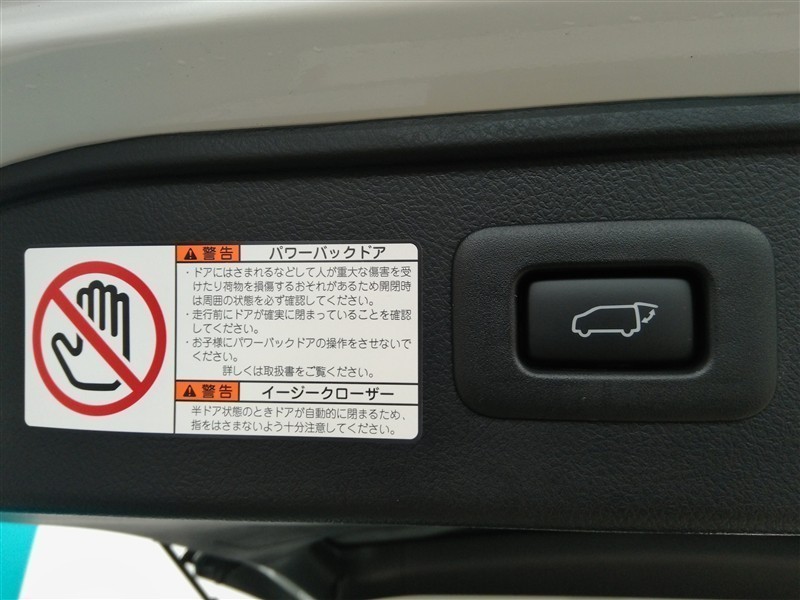 警告 パワーバックドア
・ドアにはさまれるなどして人が重大な傷害を受
けたり荷物を損傷するおそれがあるため開閉時
は周囲の状態を必ず確認してください。
・走行前にドアが確実に閉まっていることを確認
してください。
・お子様にパワーバックドアの操作をさせないで
ください。
詳しくは取扱書をご覧ください。
警告 イージークローザー
半ドア状態のときドアが自動的に閉まるため、
指をはさまないよう十分注意してください。